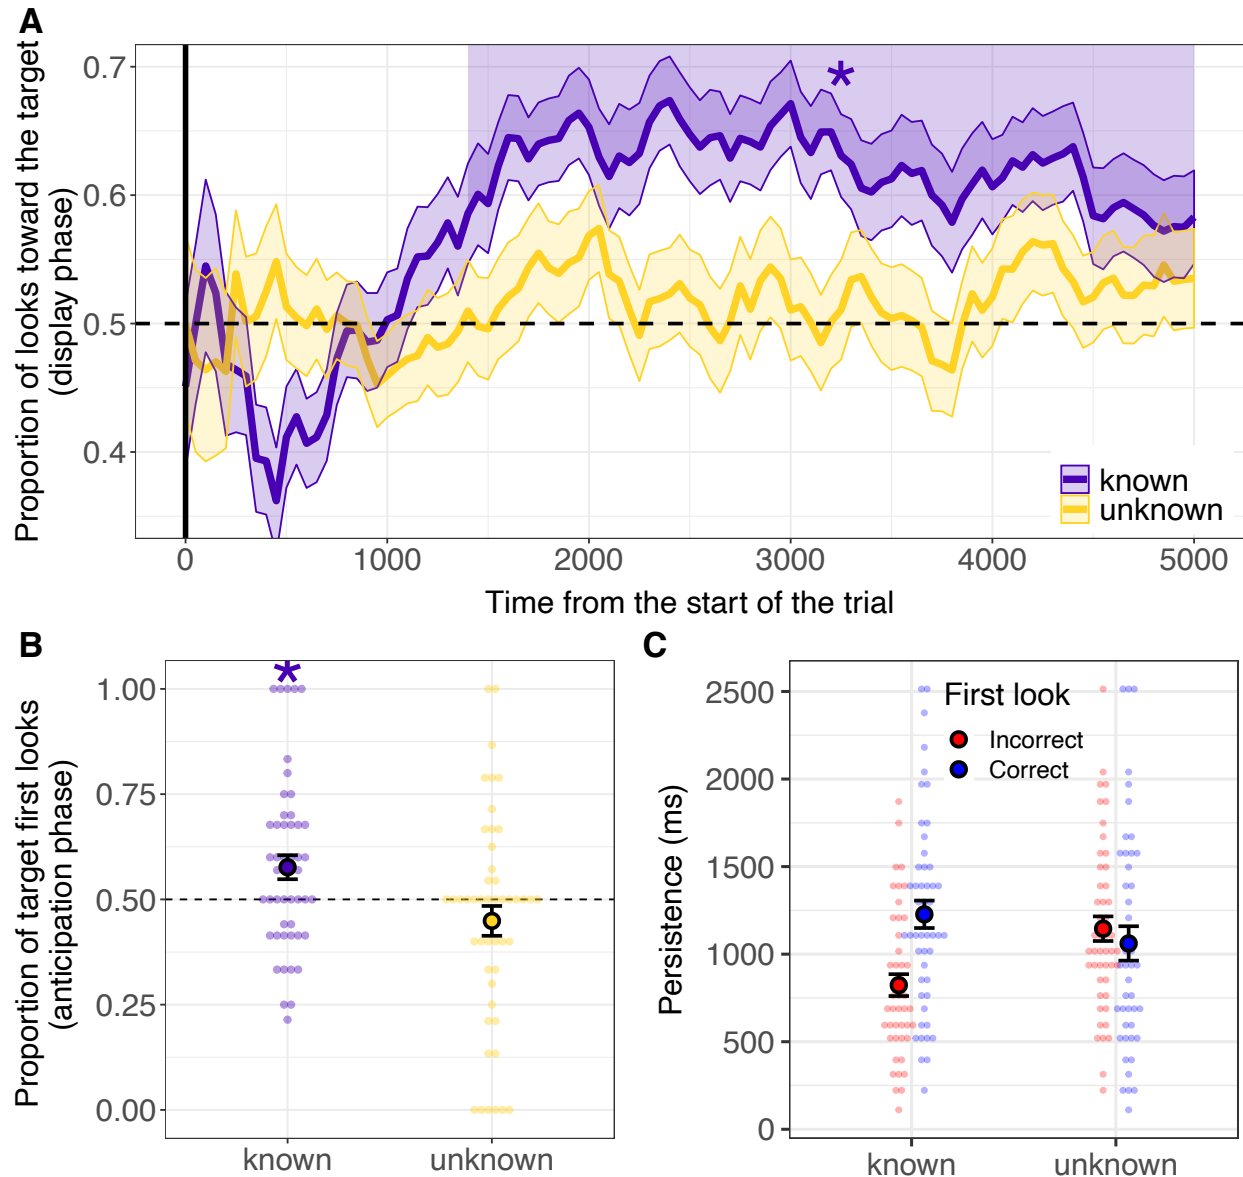 A
Proportion of looks toward the target
(display phase)
0.7
0.6
0.5
0.4
*
known
unknown
0
1000
2000
3000
4000
5000
Time from the start of the trial
B
Proportion of target first looks
(anticipation phase)
1.00
0.75
0.50
0.25
0.00
*
known
unknown
C
Persistence (ms)
2500
2000
1500
1000
500
0
First look
Incorrect
Correct
known
unknown